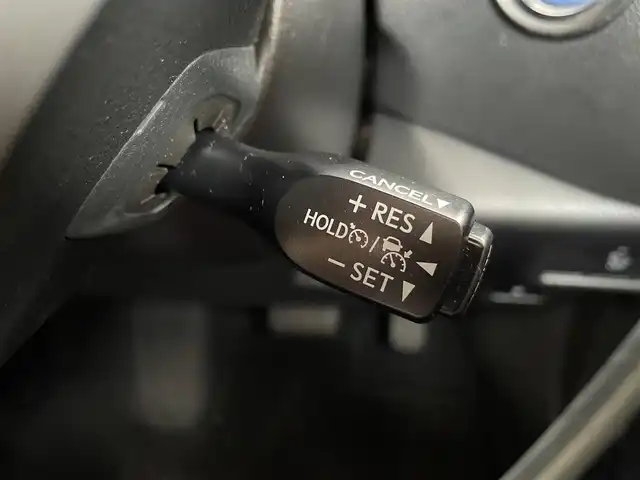 CANCEL▼
+ RES ▲
HOLD / ◀
− SET ▼